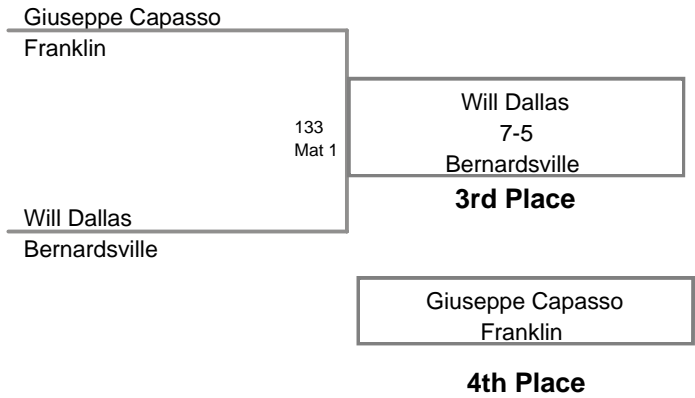 Giuseppe Capasso
Franklin
133
Mat 1
Will Dallas
7-5
Bernardsville
3rd Place
Will Dallas
Bernardsville
Giuseppe Capasso
Franklin
4th Place